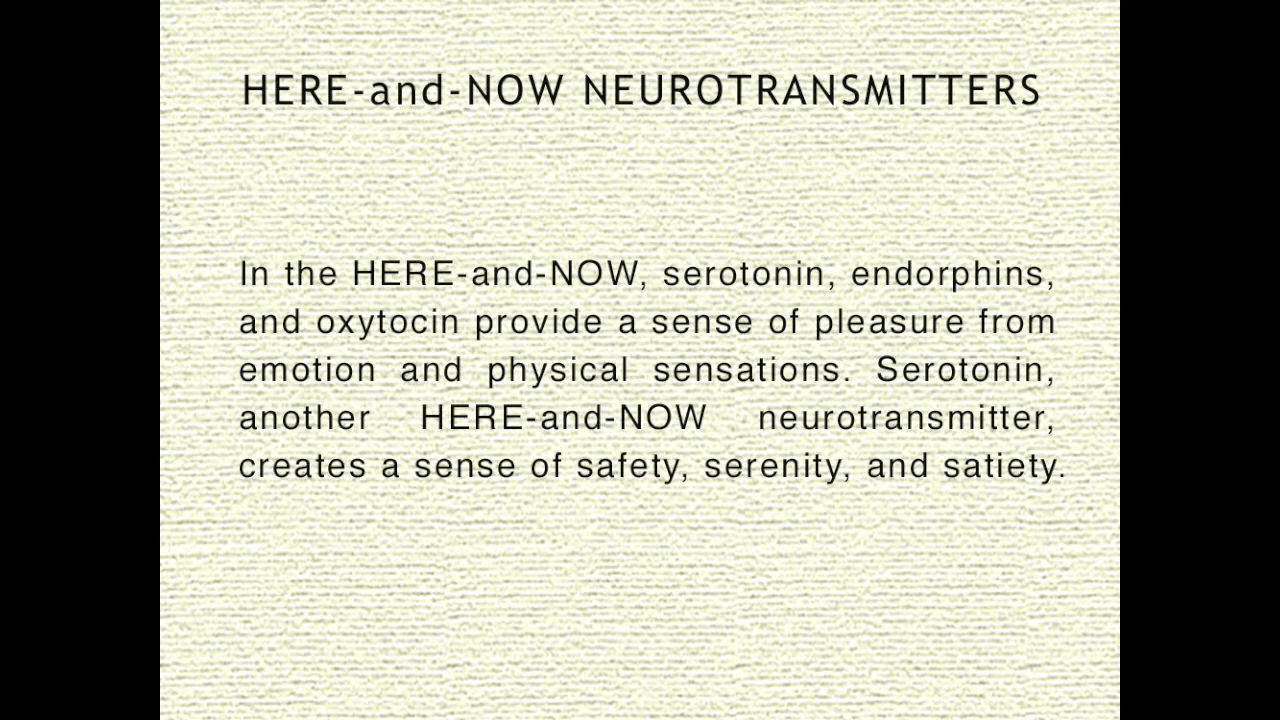 HERE-and-NOW NEUROTRANSMITTERS
In the HERE-and-NOW, serotonin, endorphins,
and oxytocin provide a sense of pleasure from
emotion and physical sensations. Serotonin,
another HERE-and-NOW neurotransmitter,
creates a sense of safety, serenity, and satiety.